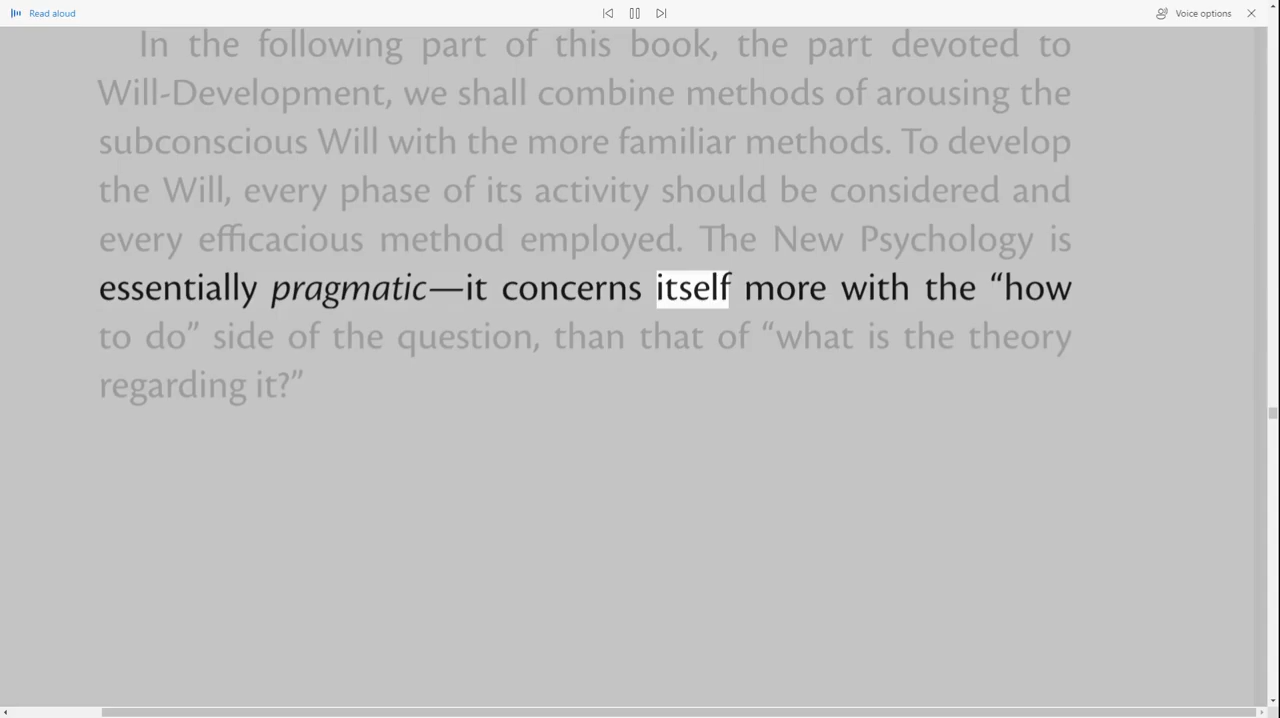 Read aloud
Voice options
In the following part of this book, the part devoted to
Will-Development, we shall combine methods of arousing the
subconscious Will with the more familiar methods. To develop
the Will, every phase of its activity should be considered and
every efficacious method employed. The New Psychology is
essentially pragmatic—it concerns itself more with the “how
to do” side of the question, than that of “what is the theory
regarding it?”